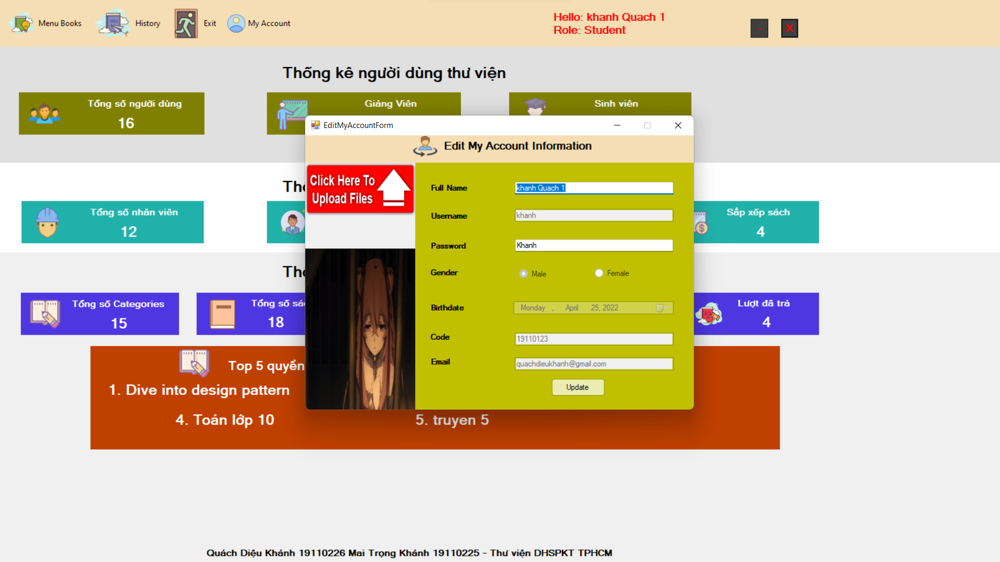 Menu Books
History
Exit
My Account
Hello: khanh Quach 1
Role: Student
-
X
Thống kê người dùng thư viện
Tổng số người dùng
16
Giảng Viên
Sinh viên
EditMyAccountForm
Edit My Account Information
Click Here To
Upload Files
Full Name
khanh Quach 1
Username
khanh
Password
Khanh
Gender
Male
Female
Birthdate
Monday , April 25, 2022
Code
19110123
Email
quachdieukhanh@gmail.com
Update
Tổng số nhân viên
12
Sắp xếp sách
4
Tổng số Categories
15
Tổng số
18
Lượt đã trả
4
Top 5 quyển
1. Dive into design pattern
4. Toán lớp 10
5. truyen 5
Quách Diệu Khánh 19110226 Mai Trọng Khánh 19110225 - Thư viện DHSPKT TPHCM